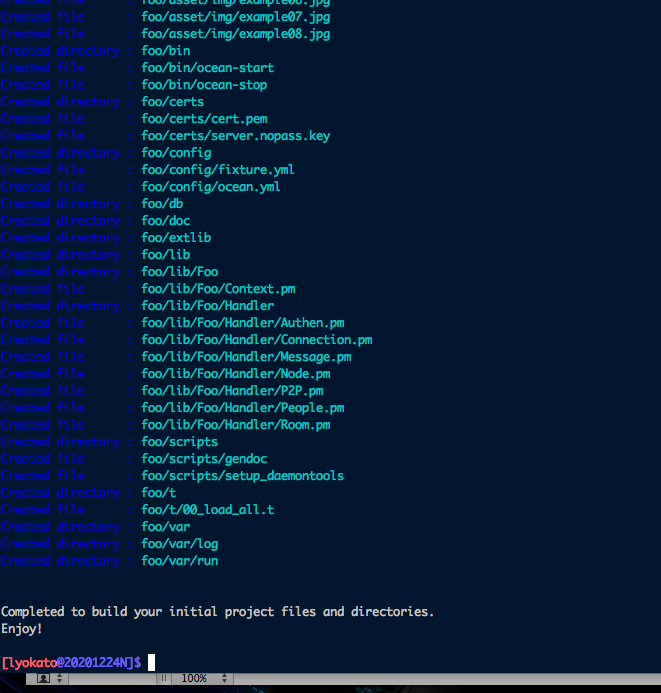 Created file      : foo/asset/img/example06.jpg
Created file      : foo/asset/img/example07.jpg
Created file      : foo/asset/img/example08.jpg
Created directory : foo/bin
Created file      : foo/bin/ocean-start
Created file      : foo/bin/ocean-stop
Created directory : foo/certs
Created file      : foo/certs/cert.pem
Created file      : foo/certs/server.nopass.key
Created directory : foo/config
Created file      : foo/config/fixture.yml
Created file      : foo/config/ocean.yml
Created directory : foo/db
Created directory : foo/doc
Created directory : foo/extlib
Created directory : foo/lib
Created directory : foo/lib/Foo
Created file      : foo/lib/Foo/Context.pm
Created directory : foo/lib/Foo/Handler
Created file      : foo/lib/Foo/Handler/Authen.pm
Created file      : foo/lib/Foo/Handler/Connection.pm
Created file      : foo/lib/Foo/Handler/Message.pm
Created file      : foo/lib/Foo/Handler/Node.pm
Created file      : foo/lib/Foo/Handler/P2P.pm
Created file      : foo/lib/Foo/Handler/People.pm
Created file      : foo/lib/Foo/Handler/Room.pm
Created directory : foo/scripts
Created file      : foo/scripts/gendoc
Created file      : foo/scripts/setup_daemontools
Created directory : foo/t
Created file      : foo/t/00_load_all.t
Created directory : foo/var
Created directory : foo/var/log
Created directory : foo/var/run
Completed to build your initial project files and directories.
Enjoy!
[lyokato@20201224N]$
100%